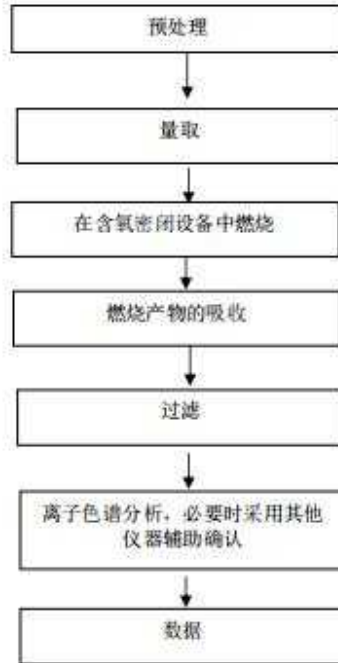 预处理
量取
在含氧密闭设备中燃烧
燃烧产物的吸收
过滤
离子色谱分析，必要时采用其他
仪器辅助确认
数据